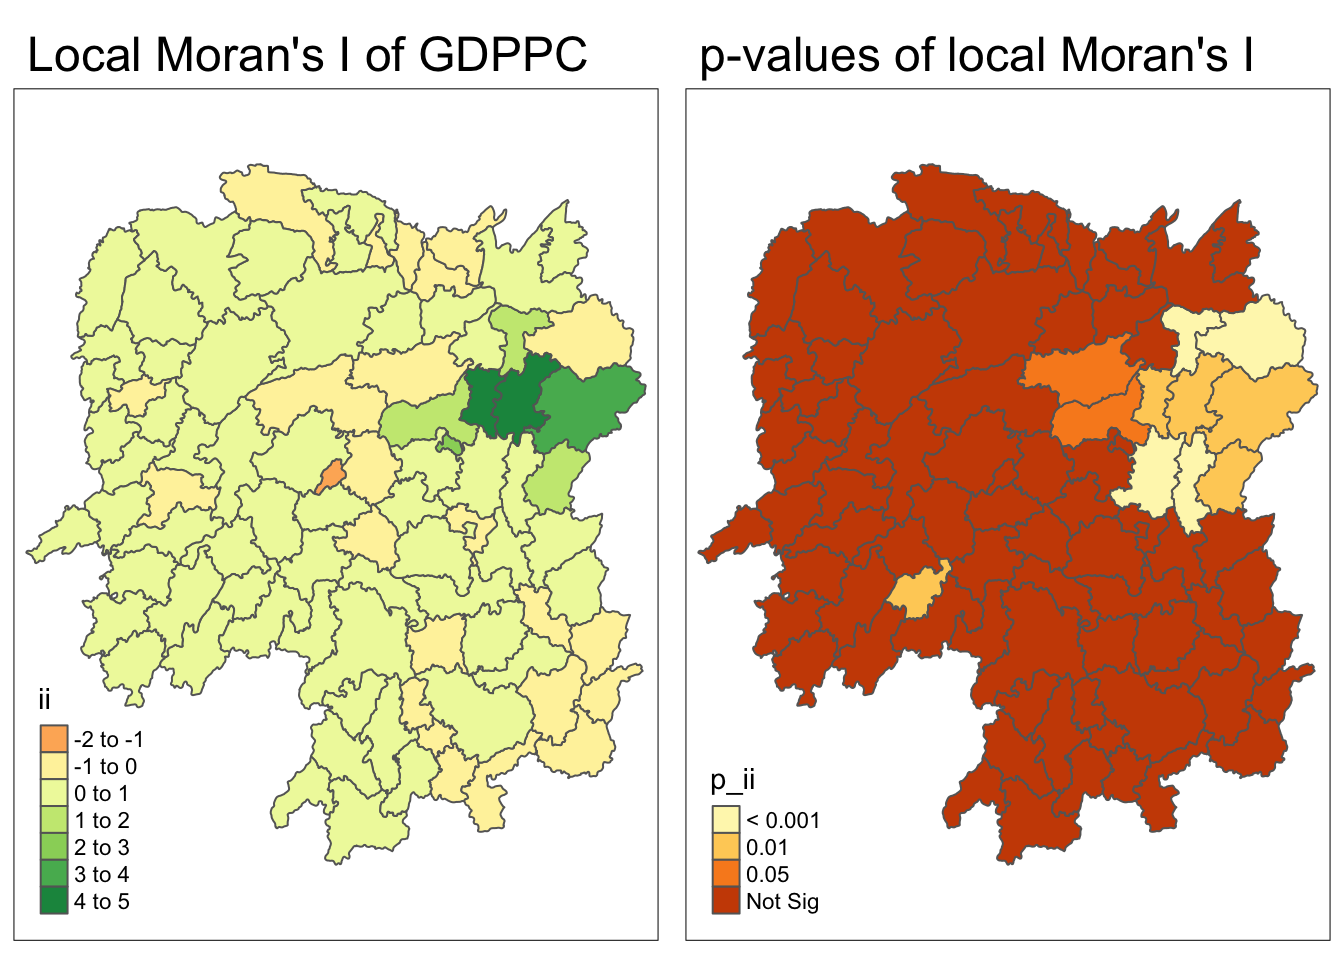 Local Moran's I of GDPPC
ii
-2 to -1
-1 to 0
0 to 1
1 to 2
2 to 3
3 to 4
4 to 5
p-values of local Moran's I
p_ii
< 0.001
0.01
0.05
Not Sig